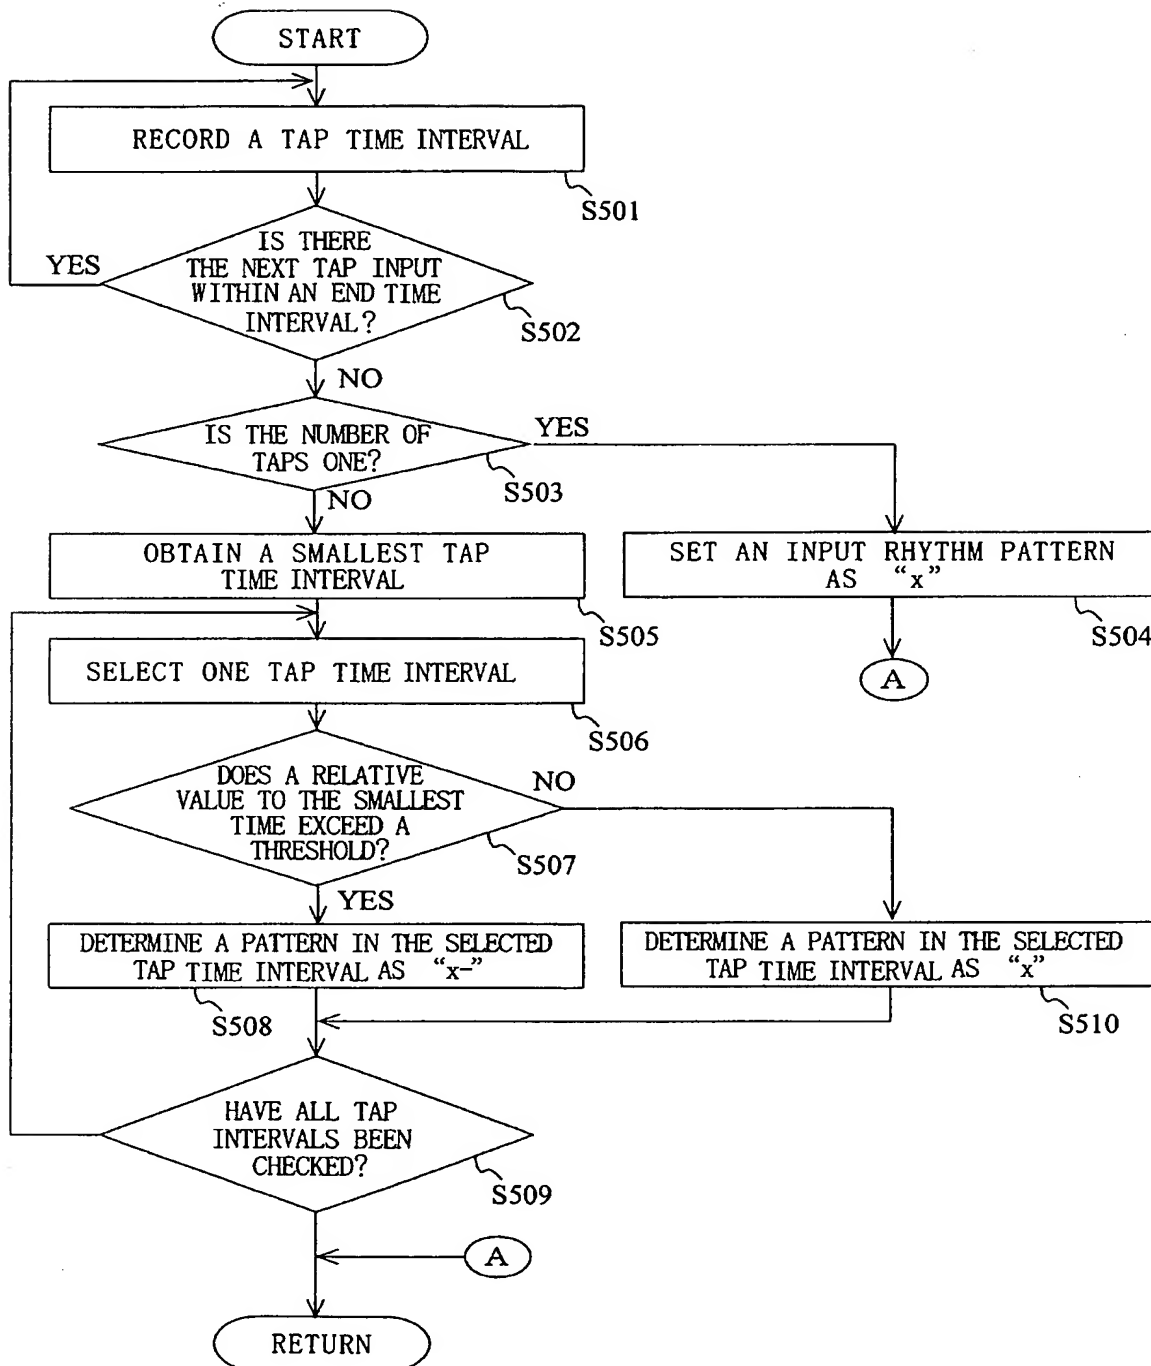 START
RECORD A TAP TIME INTERVAL
S501
IS THERE
THE NEXT TAP INPUT
WITHIN AN END TIME
INTERVAL?
YES
S502
NO
IS THE NUMBER OF
TAPS ONE?
YES
S503
NO
OBTAIN A SMALLEST TAP
TIME INTERVAL
S505
SET AN INPUT RHYTHM PATTERN
AS "x"
S504
A
SELECT ONE TAP TIME INTERVAL
S506
DOES A RELATIVE
VALUE TO THE SMALLEST
TIME EXCEED A
THRESHOLD?
NO
S507
YES
DETERMINE A PATTERN IN THE SELECTED
TAP TIME INTERVAL AS "x-"
S508
DETERMINE A PATTERN IN THE SELECTED
TAP TIME INTERVAL AS "x"
S510
HAVE ALL TAP
INTERVALS BEEN
CHECKED?
S509
A
RETURN